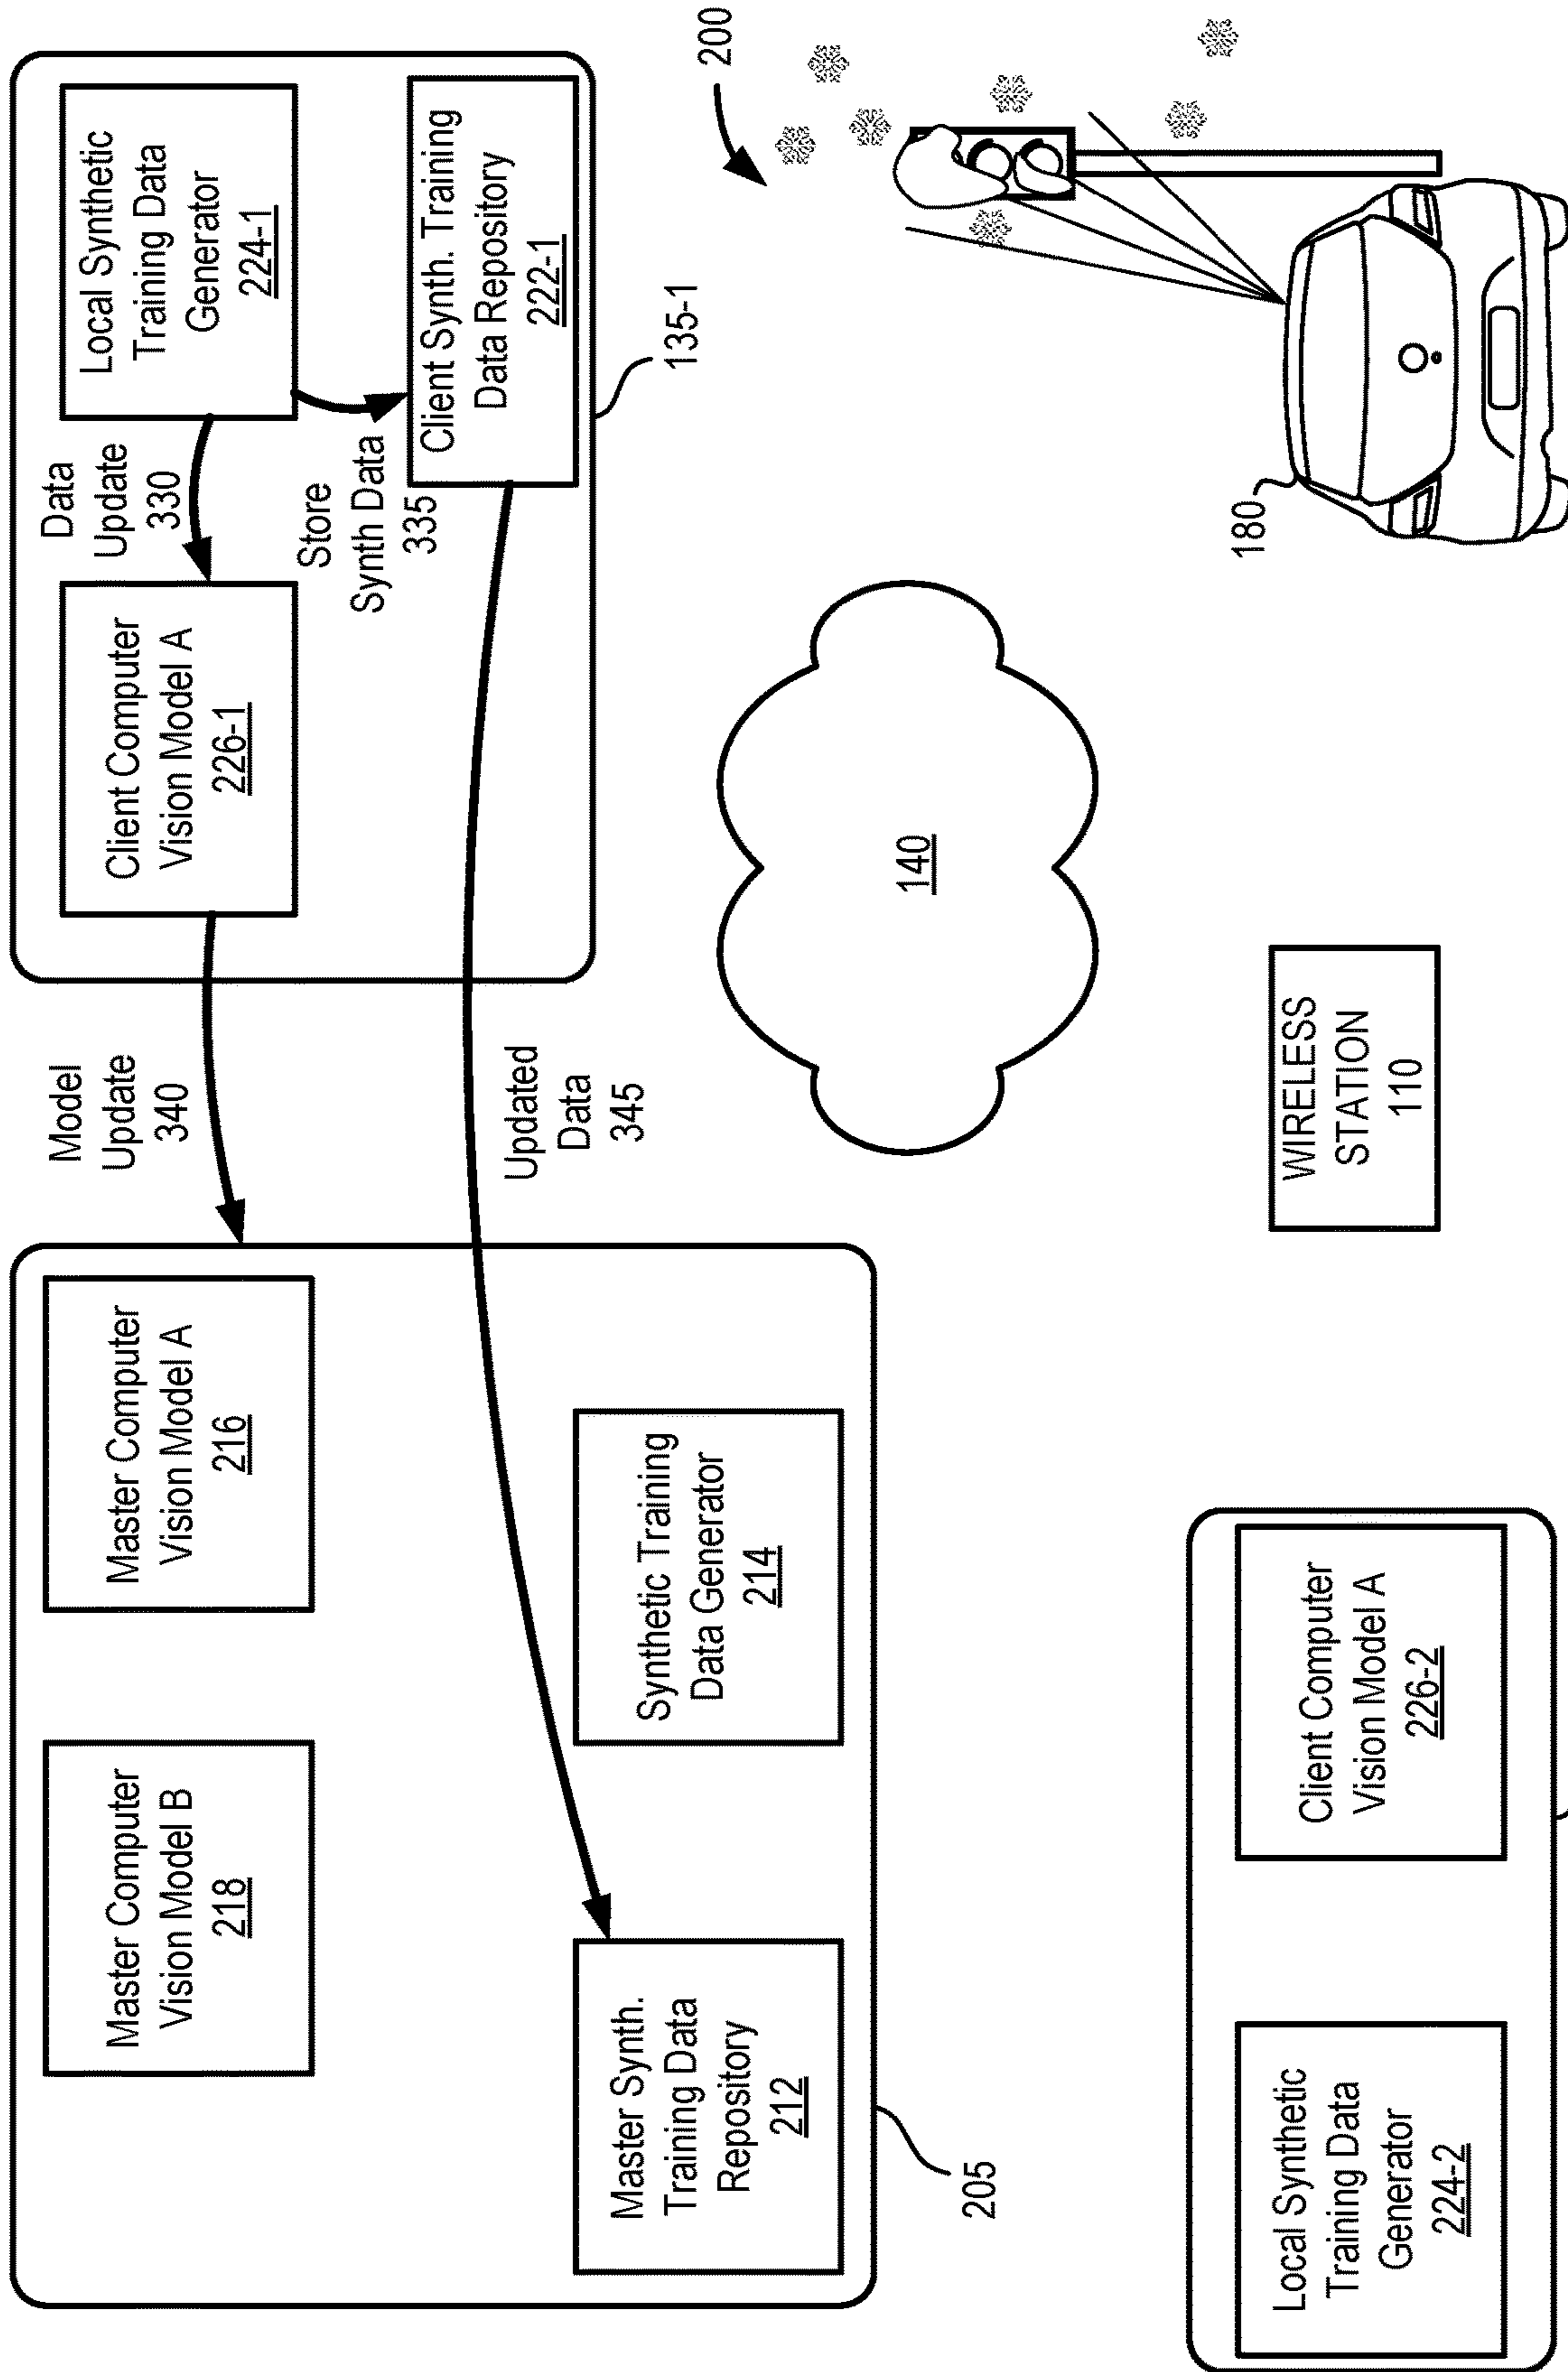 Master Computer
Vision Model B
218
Master Computer
Vision Model A
216
Model
Update
340
Client Computer
Vision Model A
226-1
Data
Update
330
Local Synthetic
Training Data
Generator
224-1
Store
Synth Data
335
Client Synth. Training
Data Repository
222-1
135-1
Updated
Data
345
Master Synth.
Training Data
Repository
212
Synthetic Training
Data Generator
214
205
140
200
Local Synthetic
Training Data
Generator
224-2
Client Computer
Vision Model A
226-2
WIRELESS
STATION
110
180